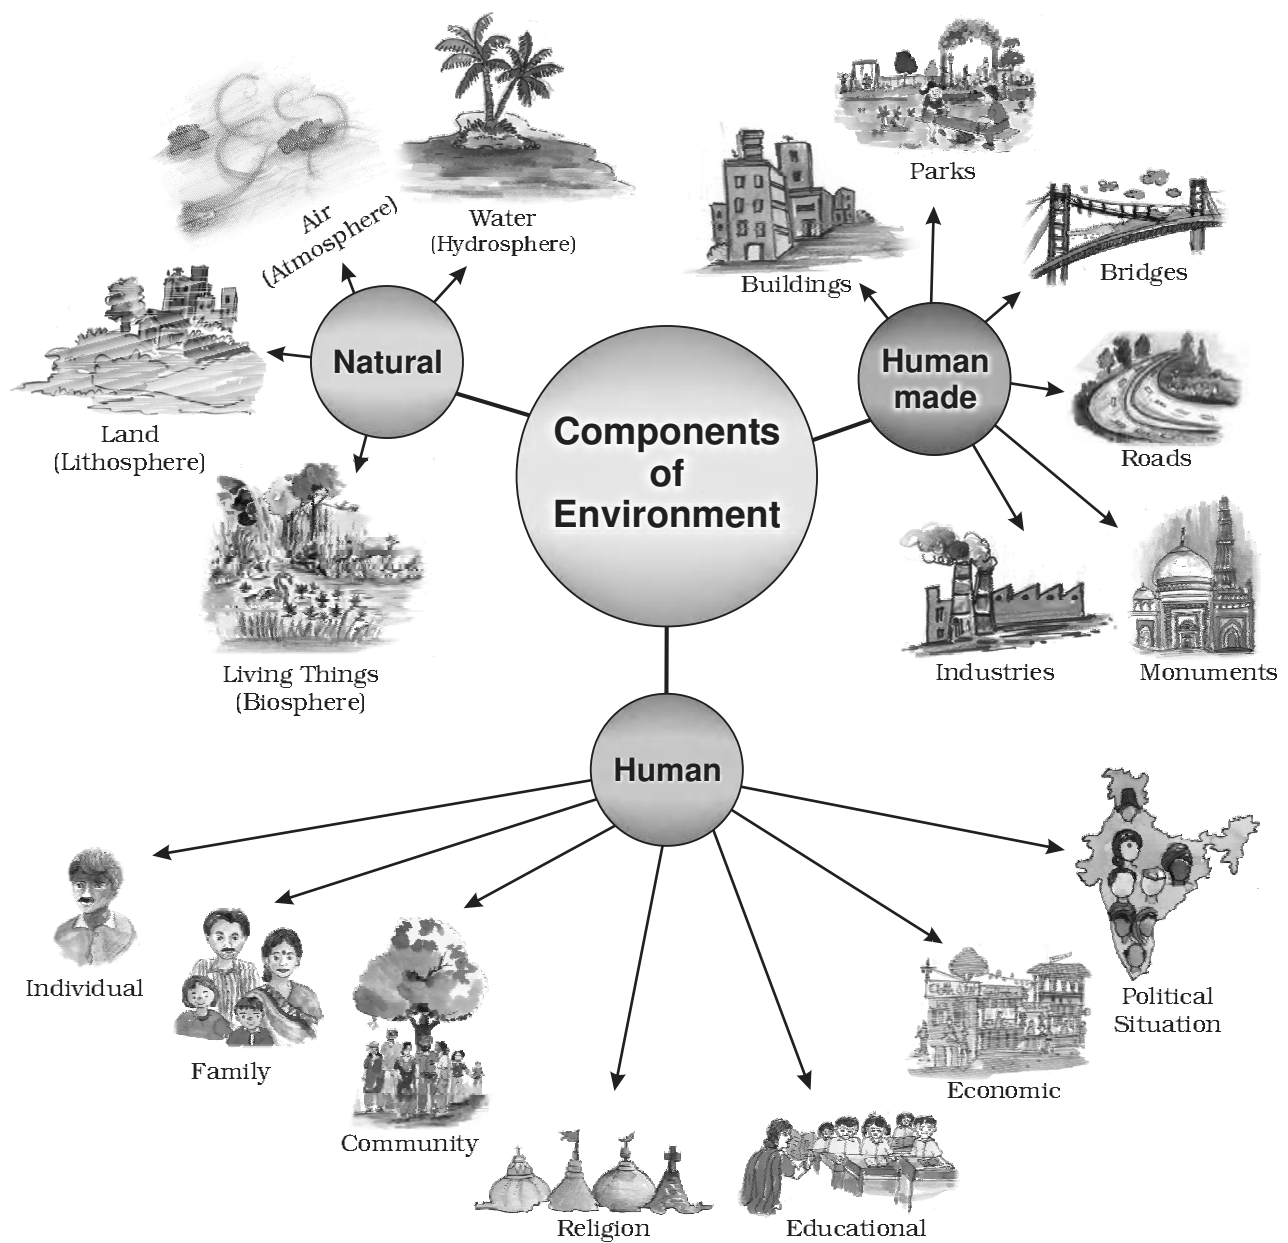 Components
of
Environment
Natural
Air
(Atmosphere)
Water
(Hydrosphere)
Land
(Lithosphere)
Living Things
(Biosphere)
Human
made
Buildings
Parks
Bridges
Roads
Industries
Monuments
Human
Individual
Family
Community
Religion
Educational
Economic
Political
Situation